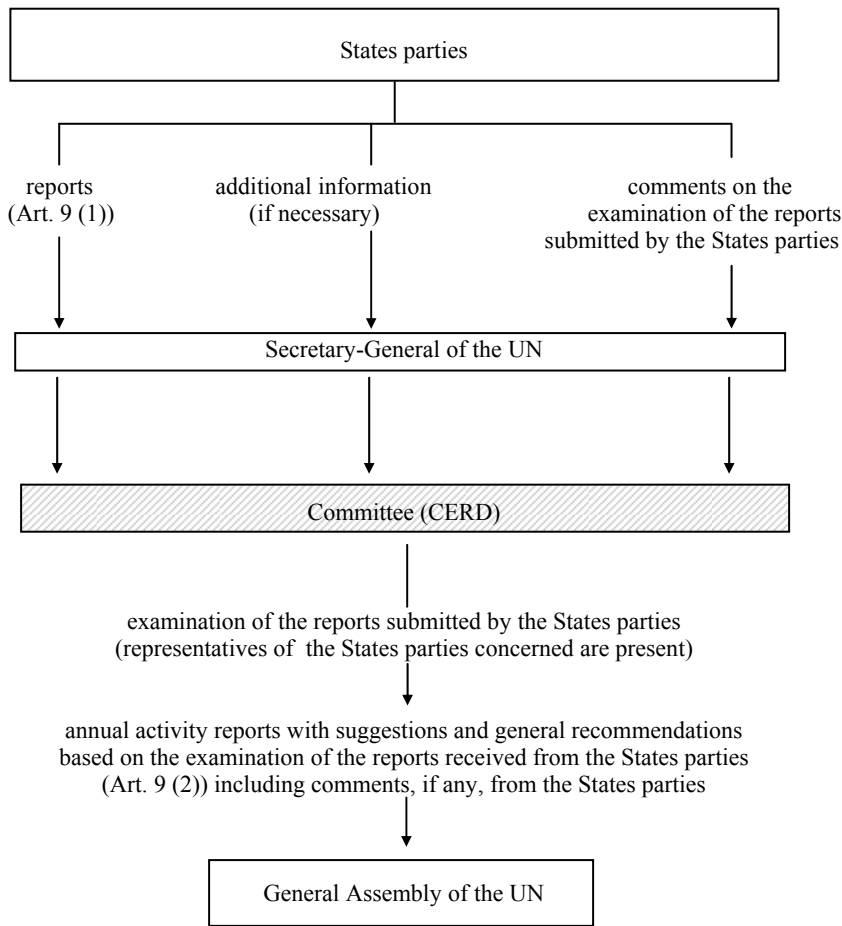 States parties
reports
(Art. 9 (1))
additional information
(if necessary)
comments on the
examination of the reports
submitted by the States parties
Secretary-General of the UN
Committee (CERD)
examination of the reports submitted by the States parties
(representatives of the States parties concerned are present)
annual activity reports with suggestions and general recommendations
based on the examination of the reports received from the States parties
(Art. 9 (2)) including comments, if any, from the States parties
General Assembly of the UN